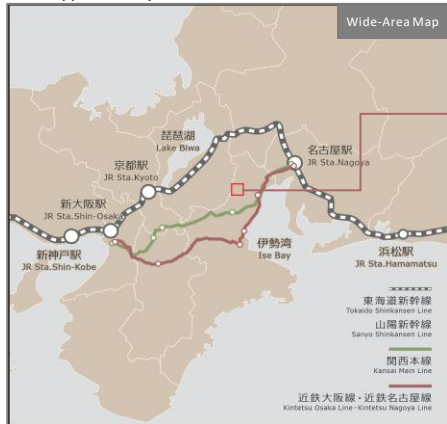 Wide-Area Map
琵琶湖
Lake Biwa
名古屋駅
JR Sta.Nagoya
京都駅
JR Sta.Kyoto
新大阪駅
JR Sta.Shin-Osaka
新神戸駅
JR Sta.Shin-Kobe
伊勢湾
Ise Bay
浜松駅
JR Sta.Hamamatsu
東海道新幹線
Tokaido Shinkansen Line
山陽新幹線
Sanyo Shinkansen Line
関西本線
Kansai Main Line
近鉄大阪線・近鉄名古屋線
Kintetsu Osaka Line・Kintetsu Nagoya Line